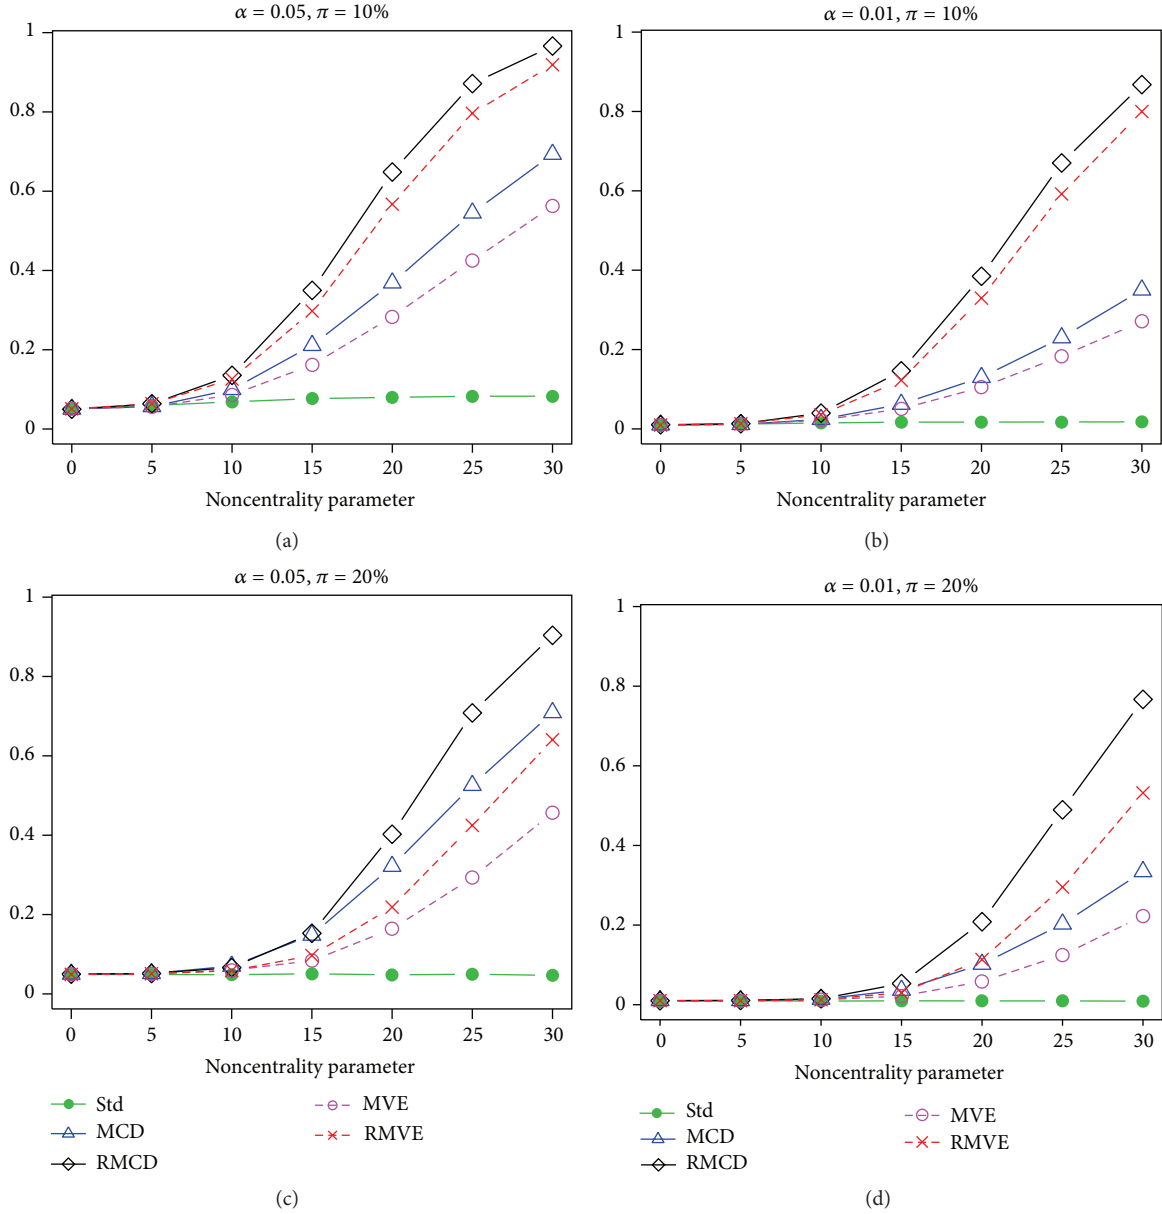 α = 0.05, π = 10%
1
0.8
0.6
0.4
0.2
0
0 5 10 15 20 25 30
Noncentrality parameter
(a)
α = 0.01, π = 10%
1
0.8
0.6
0.4
0.2
0
0 5 10 15 20 25 30
Noncentrality parameter
(b)
α = 0.05, π = 20%
1
0.8
0.6
0.4
0.2
0
0 5 10 15 20 25 30
Noncentrality parameter
Std
MCD
RMCD
MVE
RMVE
(c)
α = 0.01, π = 20%
1
0.8
0.6
0.4
0.2
0
0 5 10 15 20 25 30
Noncentrality parameter
Std
MCD
RMCD
MVE
RMVE
(d)